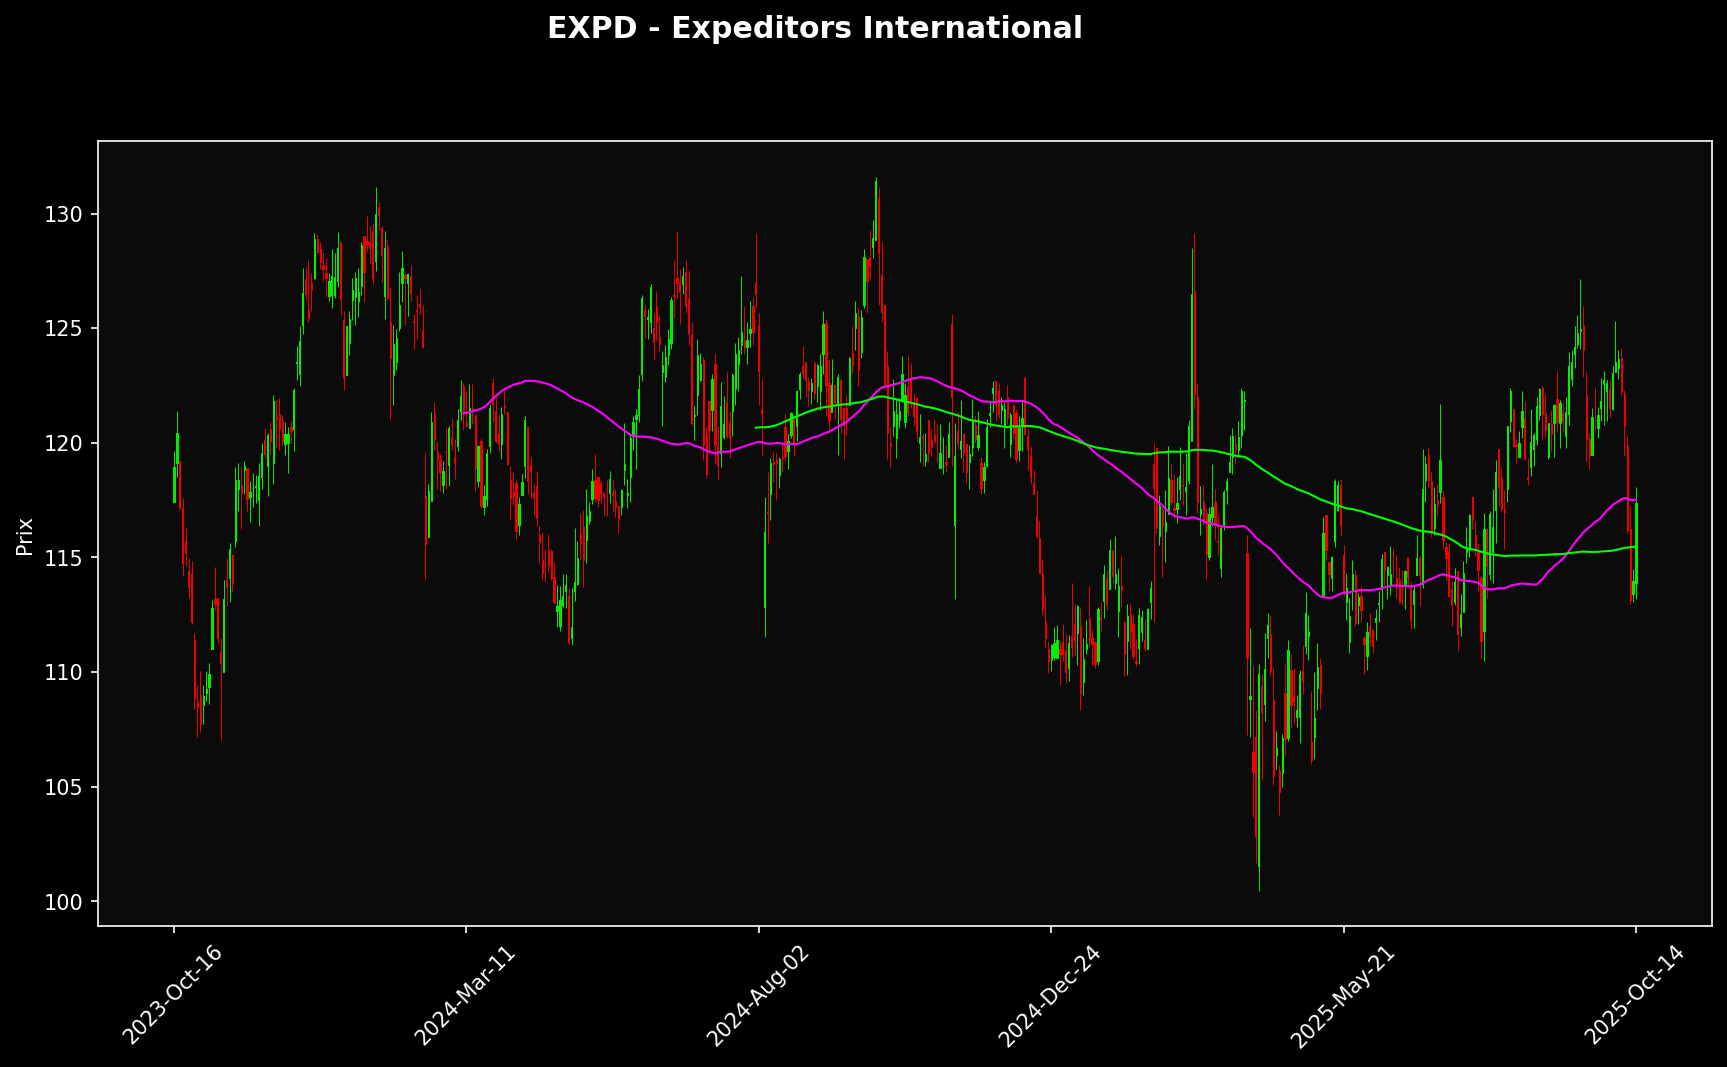 EXPD - Expeditors International
Prix
130
125
120
115
110
105
100
2023-Oct-16
2024-Mar-11
2024-Aug-02
2024-Dec-24
2025-May-21
2025-Oct-14